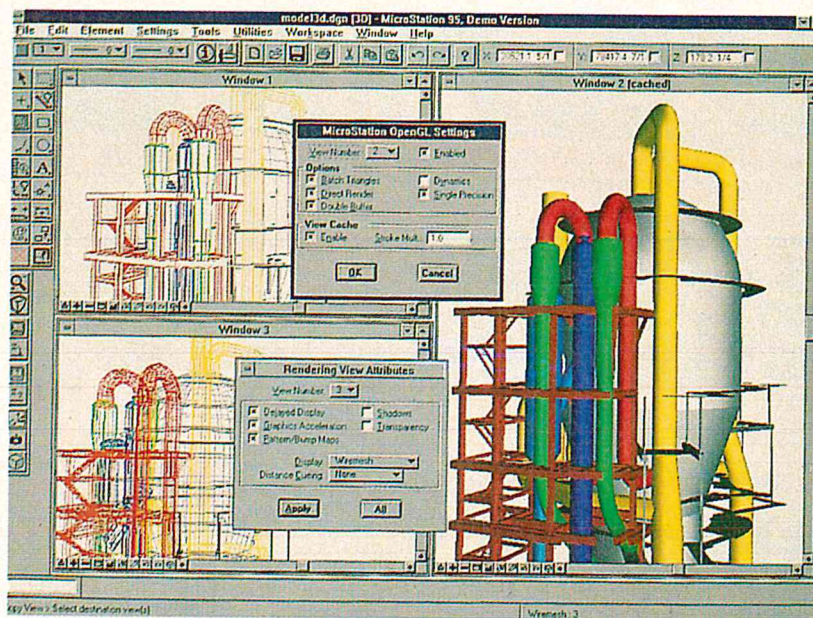 model3d.dgn [3D] - MicroStation 95, Demo Version
File Edit Element Settings Tools Utilities Workspace Window Help
X: Y: Z:
Window 1
Window 2 (cached)
MicroStation OpenGL Settings
View Number: 2 Enabled
Options
Batch Triangles Dynamics
Direct Render Single Precision
Double Buffer
View Cache
Enable Stroke Mult.: 1.0
OK Cancel
Window 3
Rendering View Attributes
View Number: 3
Delayed Display Shadows
Graphics Acceleration Transparency
Pattern/Bump Maps
Display: Wiremesh
Distance Cueing: None
Apply All
opy View > Select destination view(s)
Wiremesh : 3